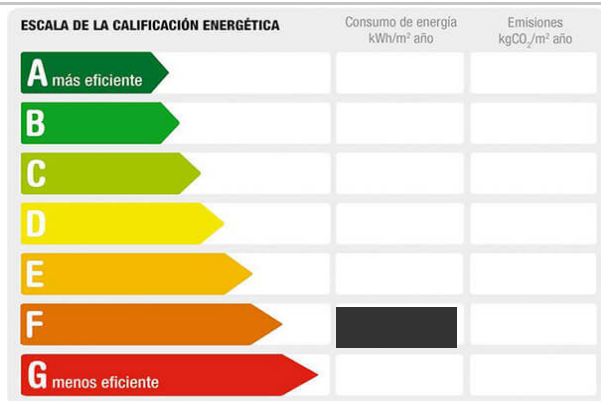 ESCALA DE LA CALIFICACIÓN ENERGÉTICA
Consumo de energía
kWh/m² año
Emisiones
kgCO₂/m² año
A más eficiente
B
C
D
E
F
G menos eficiente